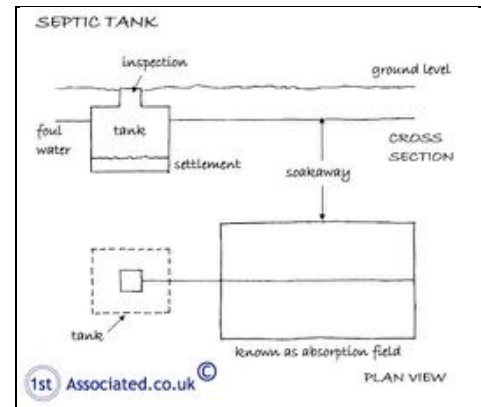 SEPTIC TANK
inspection
ground level
foul
water
tank
CROSS
SECTION
settlement
soakaway
tank
known as absorption field
PLAN VIEW
1st Associated.co.uk ©